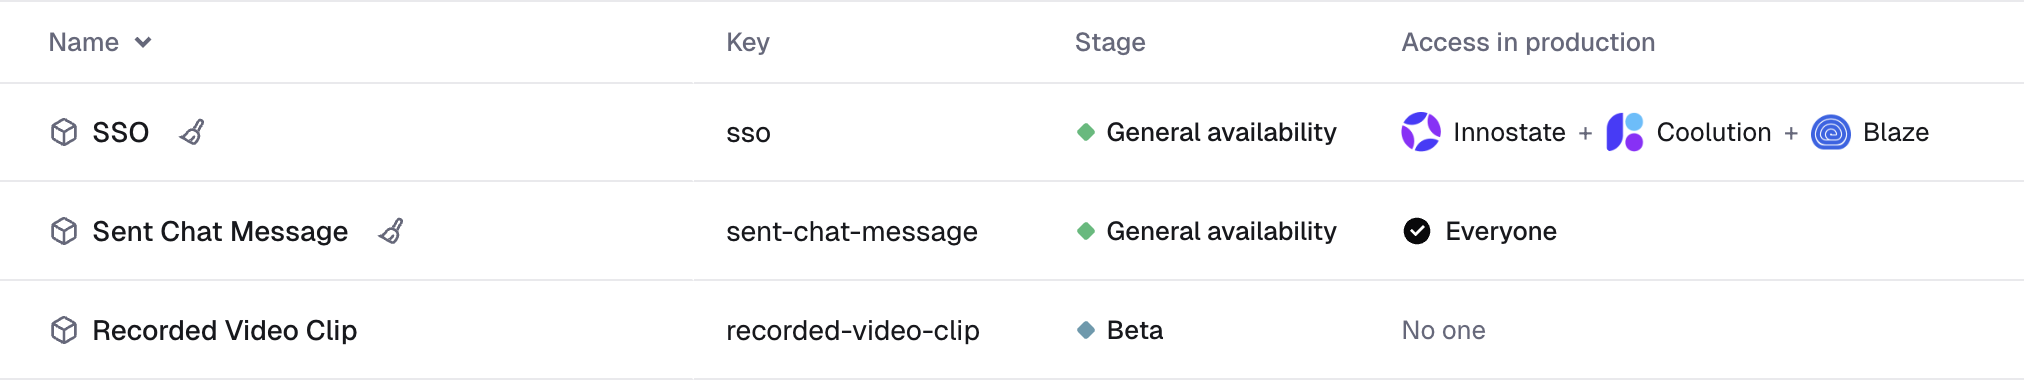 Name Key Stage Access in production
SSO sso General availability Innostate + Coolution + Blaze
Sent Chat Message sent-chat-message General availability Everyone
Recorded Video Clip recorded-video-clip Beta No one